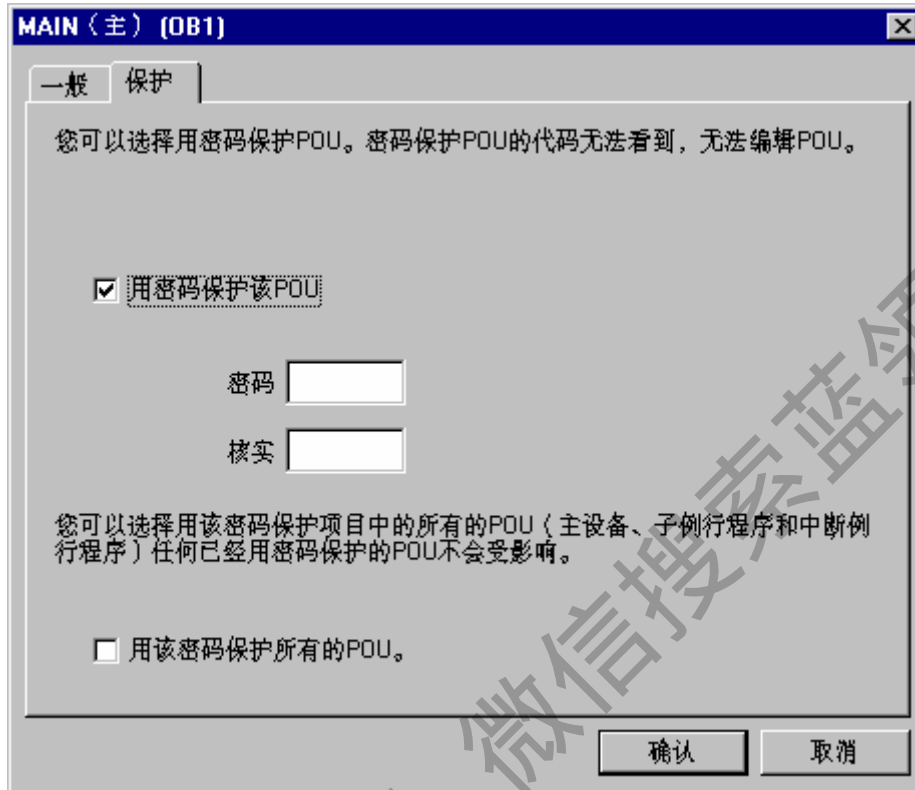 MAIN（主） (OB1)
一般 保护
您可以选择用密码保护POU。密码保护POU的代码无法看到，无法编辑POU。
用密码保护该POU
密码
核实
您可以选择用该密码保护项目中的所有的POU（主设备、子例行程序和中断例
行程序）任何已经用密码保护的POU不会受影响。
用该密码保护所有的POU。
确认 取消
微信搜索蓝领